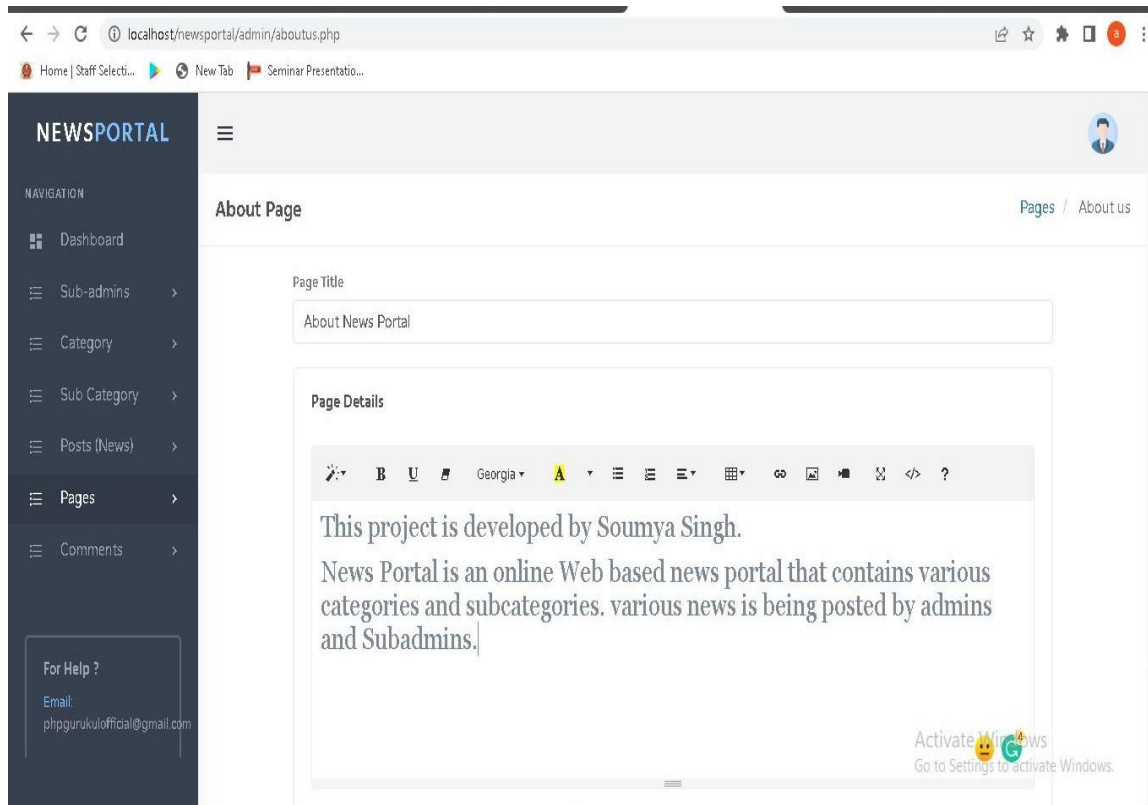 localhost/newsportal/admin/aboutus.php
a
Home | Staff Selecti...
New Tab
Seminar Presentatio...
NEWSPORTAL
NAVIGATION
About Page
Pages / About us
Dashboard
Sub-admins
Category
Sub Category
Posts (News)
Pages
Comments
For Help ?
Email:
phpgurukulofficial@gmail.com
Page Title
About News Portal
Page Details
B U Georgia A </> ?
This project is developed by Soumya Singh.
News Portal is an online Web based news portal that contains various
categories and subcategories. various news is being posted by admins
and Subadmins.
4
Activate Windows
Go to Settings to activate Windows.